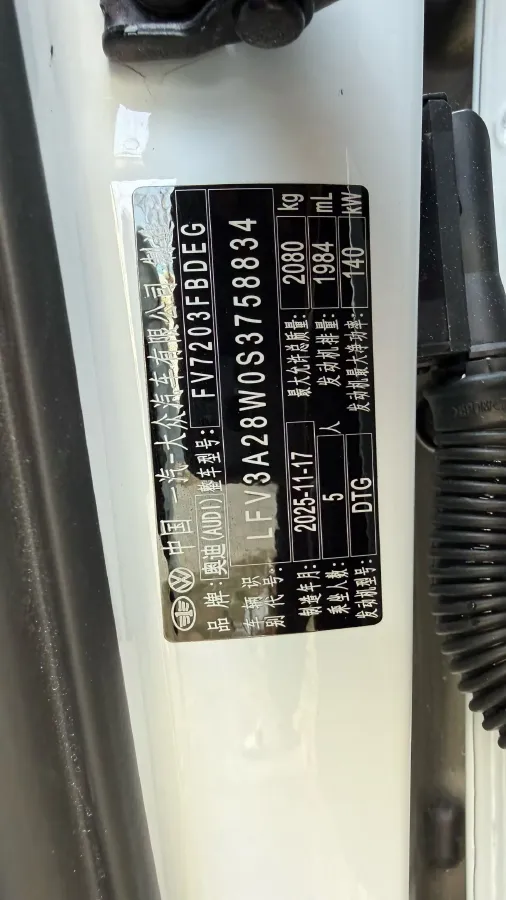 中国 一汽-大众汽车有限公司 制造
品牌: 奥迪(AUDI) 整车型号: FV7203FBDEG
车辆识别代号: LFV3A28W0S3758834
制造年月: 2025-11-17 最大允许总质量: 2080 kg
乘坐人数: 5 人 发动机排量: 1984 mL
发动机型号: DTG 发动机最大净功率: 140 kW